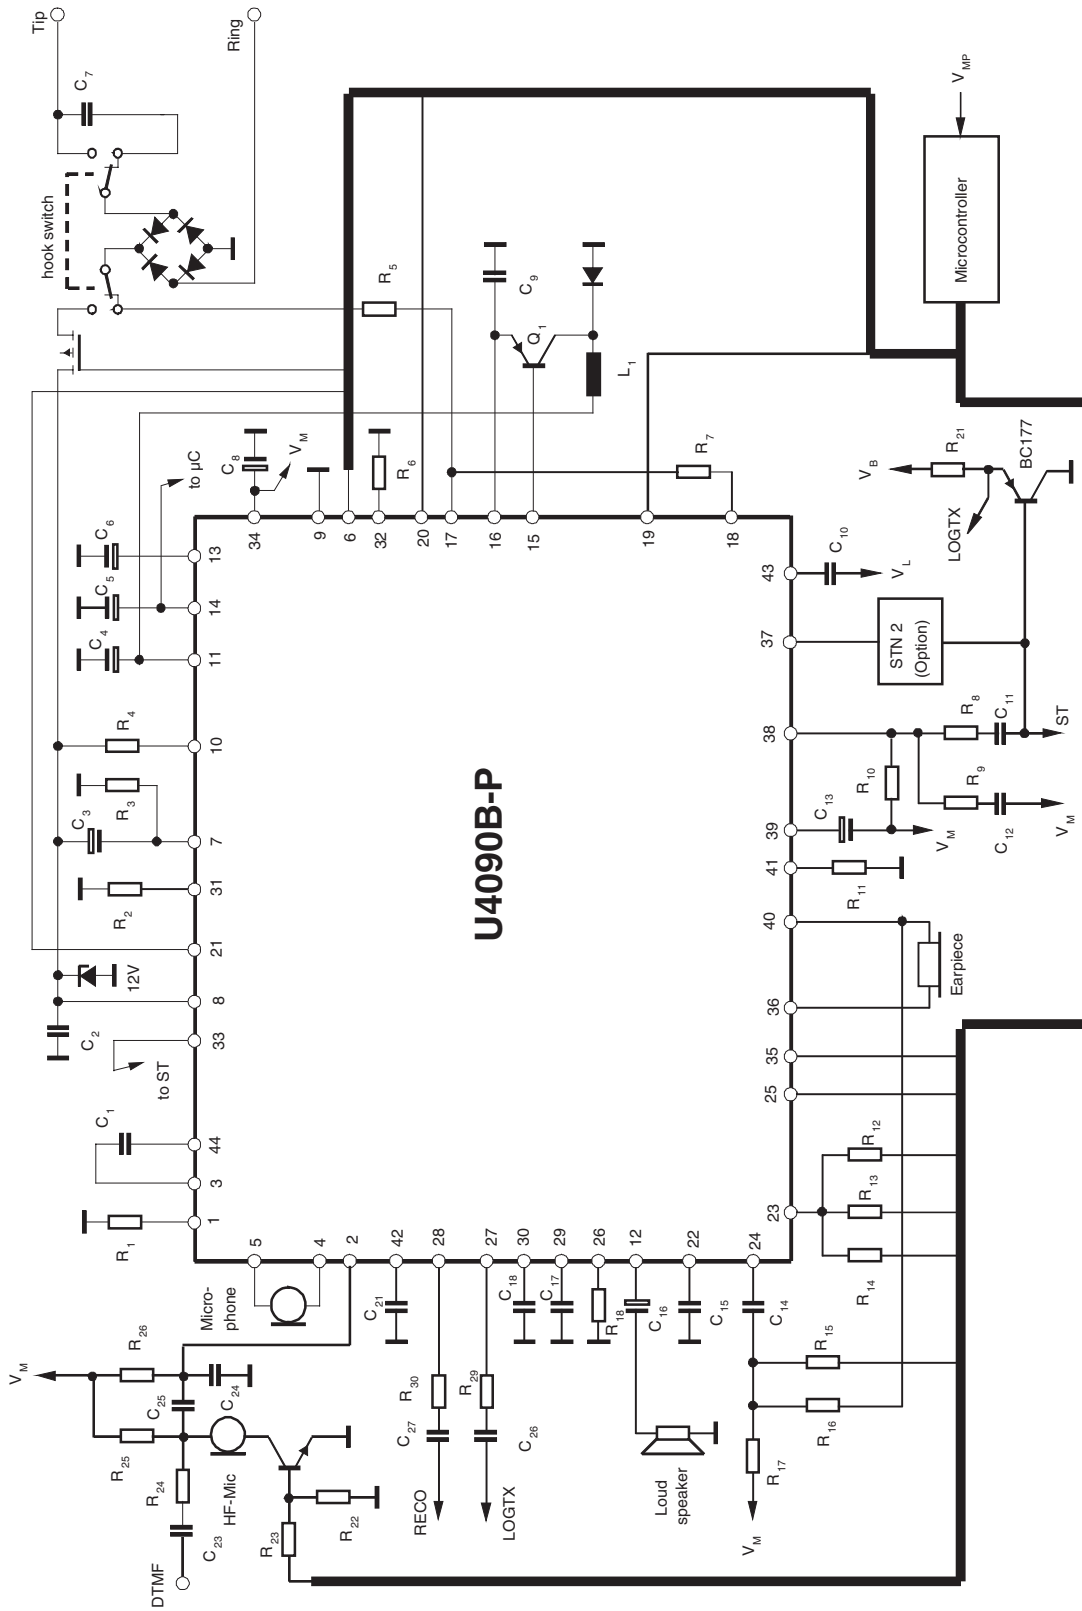 Tip
Ring
C7
hook switch
R5
C9
Q1
L1
R7
R6
C8
VM
to µC
C6
C5
C4
R4
R3
C3
R2
12V
C2
to ST
C1
R1
VMP
Microcontroller
34
9
6
32
20
17
16
15
19
18
13
14
11
10
7
31
21
8
33
44
3
1
43
37
38
39
41
40
36
35
25
23
5
4
2
42
28
27
30
29
26
12
22
24
U4090B-P
C10
VL
STN 2
(Option)
VB
R21
LOGTX
BC177
R8
C11
ST
R9
C12
VM
R10
C13
VM
R11
Earpiece
R12
R13
R14
Micro-
phone
VM
R26
R25
C25
C24
R24
HF-Mic
C23
DTMF
R23
R22
C21
R30
C27
RECO
R29
C26
LOGTX
C18
C17
R18
C16
C15
C14
Loud
speaker
R15
R16
R17
VM